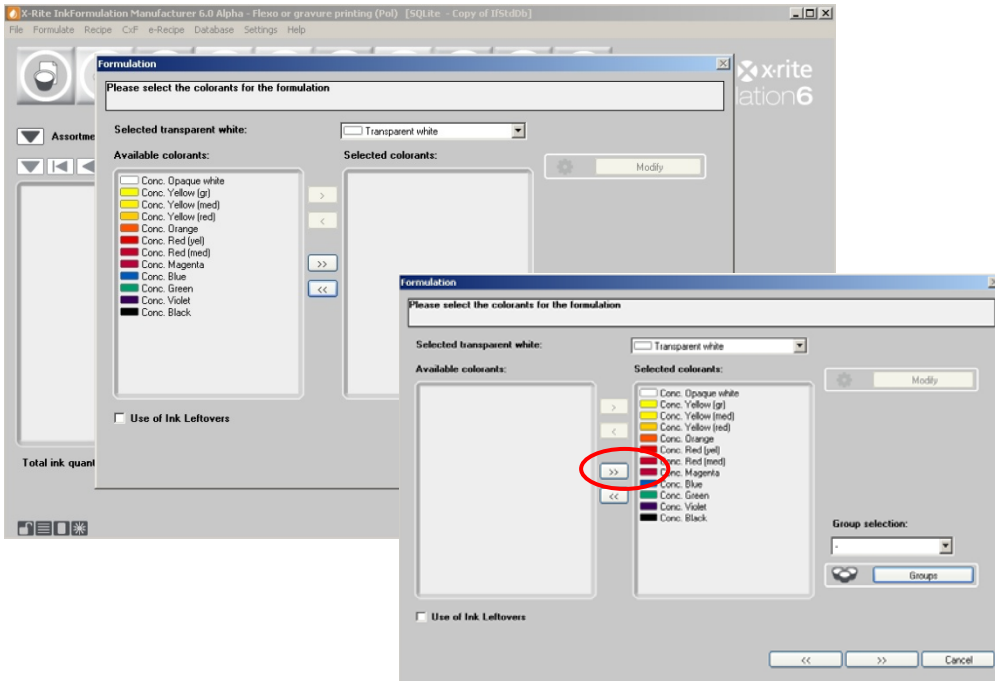 X-Rite InkFormulation Manufacturer 6.0 Alpha - Flexo or gravure printing (Pol) [SQLite - Copy of IfStdDb]
File Formulate Recipe CxF e-Recipe Database Settings Help
x·rite
lation6
Assortme
Total ink quant
Formulation
Please select the colorants for the formulation
Selected transparent white:
Transparent white
Available colorants:
Selected colorants:
Modify
Conc. Opaque white
Conc. Yellow (gr)
Conc. Yellow (med)
Conc. Yellow (red)
Conc. Orange
Conc. Red (yel)
Conc. Red (med)
Conc. Magenta
Conc. Blue
Conc. Green
Conc. Violet
Conc. Black
>
<
>>
<<
Use of Ink Leftovers
Formulation
Please select the colorants for the formulation
Selected transparent white:
Transparent white
Available colorants:
Selected colorants:
Modify
>
<
>>
<<
Conc. Opaque white
Conc. Yellow (gr)
Conc. Yellow (med)
Conc. Yellow (red)
Conc. Orange
Conc. Red (yel)
Conc. Red (med)
Conc. Magenta
Conc. Blue
Conc. Green
Conc. Violet
Conc. Black
Group selection:
-
Groups
Use of Ink Leftovers
<< >> Cancel